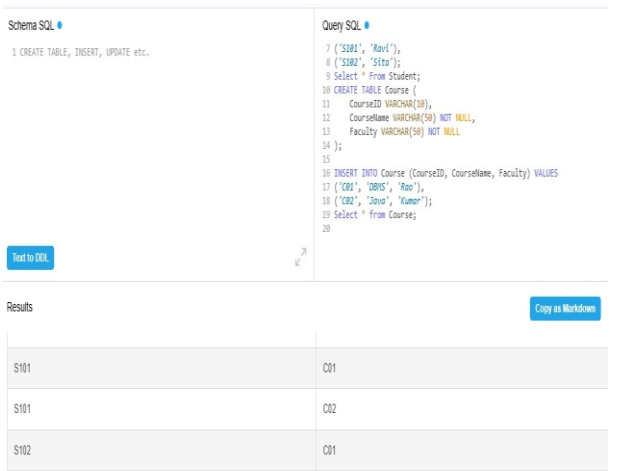 Schema SQL
Query SQL
1 CREATE TABLE, INSERT, UPDATE etc.
7 ('S101', 'Ravi'),
8 ('S102', 'Sita');
9 Select * From Student;
10 CREATE TABLE Course (
11 CourseID VARCHAR(10),
12 CourseName VARCHAR(50) NOT NULL,
13 Faculty VARCHAR(50) NOT NULL
14 );
15
16 INSERT INTO Course (CourseID, CourseName, Faculty) VALUES
17 ('C01', 'DBMS', 'Rao'),
18 ('C02', 'Java', 'Kumar');
19 Select * from Course;
20
Text to DDL
Results
Copy as Markdown
S101 C01
S101 C02
S102 C01